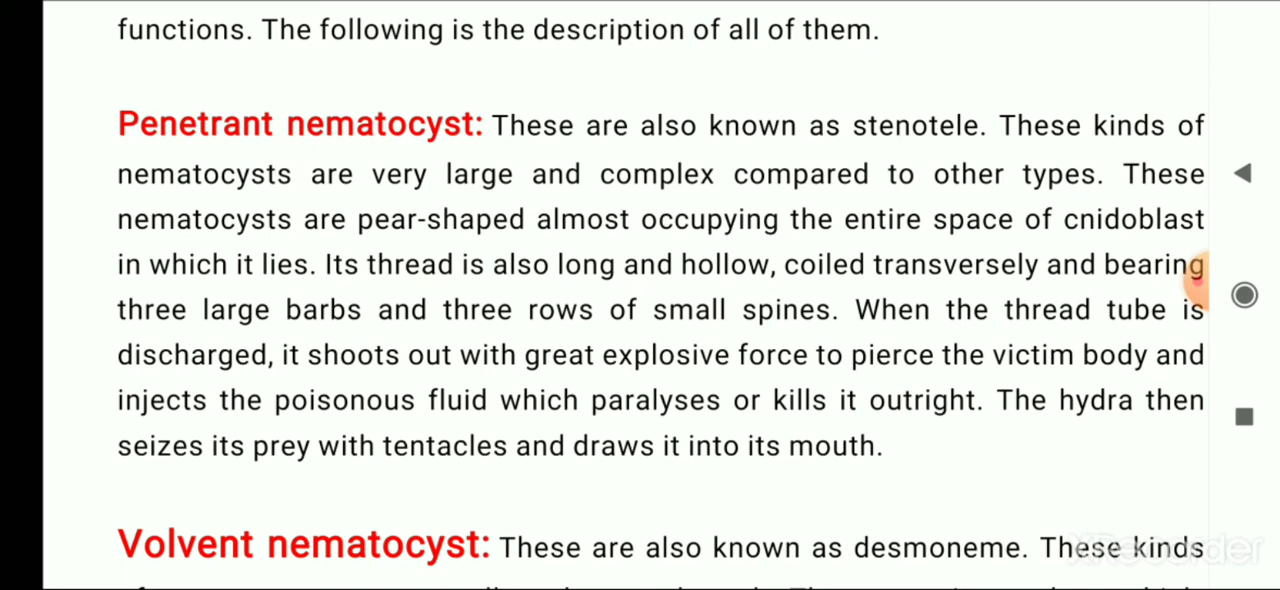 functions. The following is the description of all of them.
Penetrant nematocyst: These are also known as stenotele. These kinds of
nematocysts are very large and complex compared to other types. These
nematocysts are pear-shaped almost occupying the entire space of cnidoblast
in which it lies. Its thread is also long and hollow, coiled transversely and bearing
three large barbs and three rows of small spines. When the thread tube is
discharged, it shoots out with great explosive force to pierce the victim body and
injects the poisonous fluid which paralyses or kills it outright. The hydra then
seizes its prey with tentacles and draws it into its mouth.
Volvent nematocyst: These are also known as desmoneme. These kinds
XRecorder